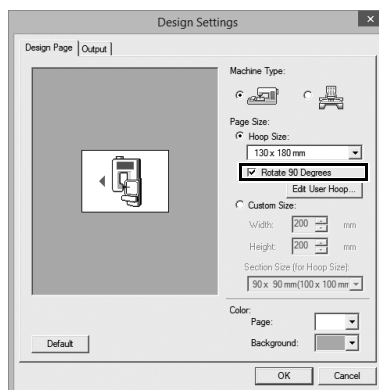 Design Settings
Design Page
Output
Machine Type:
Page Size:
Hoop Size:
130 x 180 mm
Rotate 90 Degrees
Edit User Hoop...
Custom Size:
Width: 200 mm
Height: 200 mm
Section Size (for Hoop Size):
90 x 90 mm(100 x 100 mm
Color:
Page:
Background:
Default
OK
Cancel